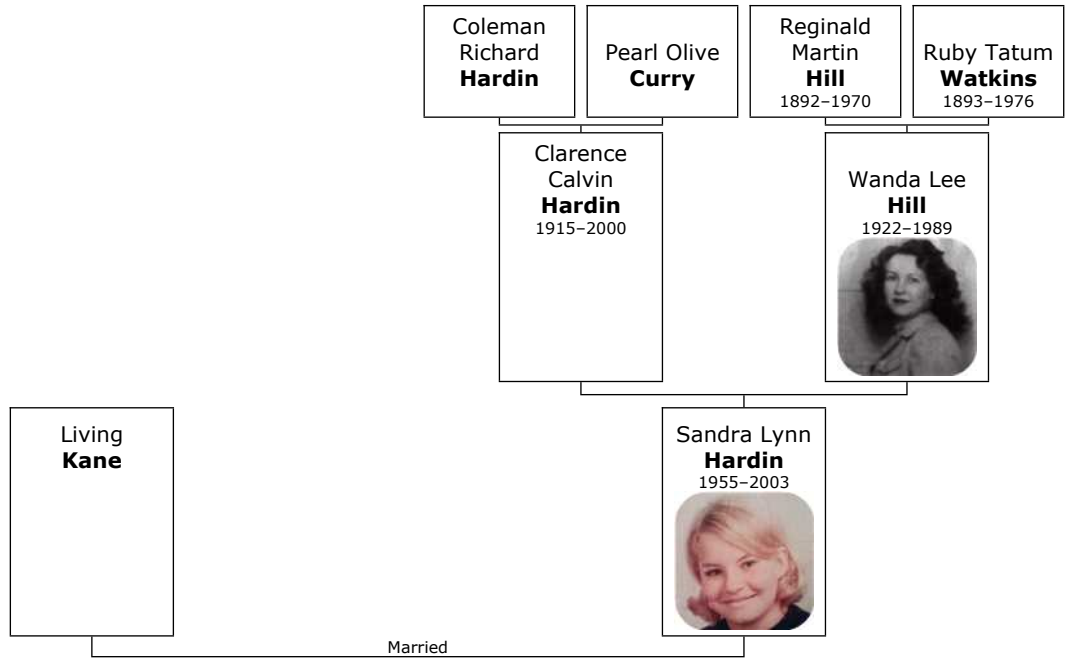 Coleman
Richard
Hardin
Pearl Olive
Curry
Reginald
Martin
Hill
1892–1970
Ruby Tatum
Watkins
1893–1976
Clarence
Calvin
Hardin
1915–2000
Wanda Lee
Hill
1922–1989
Living
Kane
Sandra Lynn
Hardin
1955–2003
Married